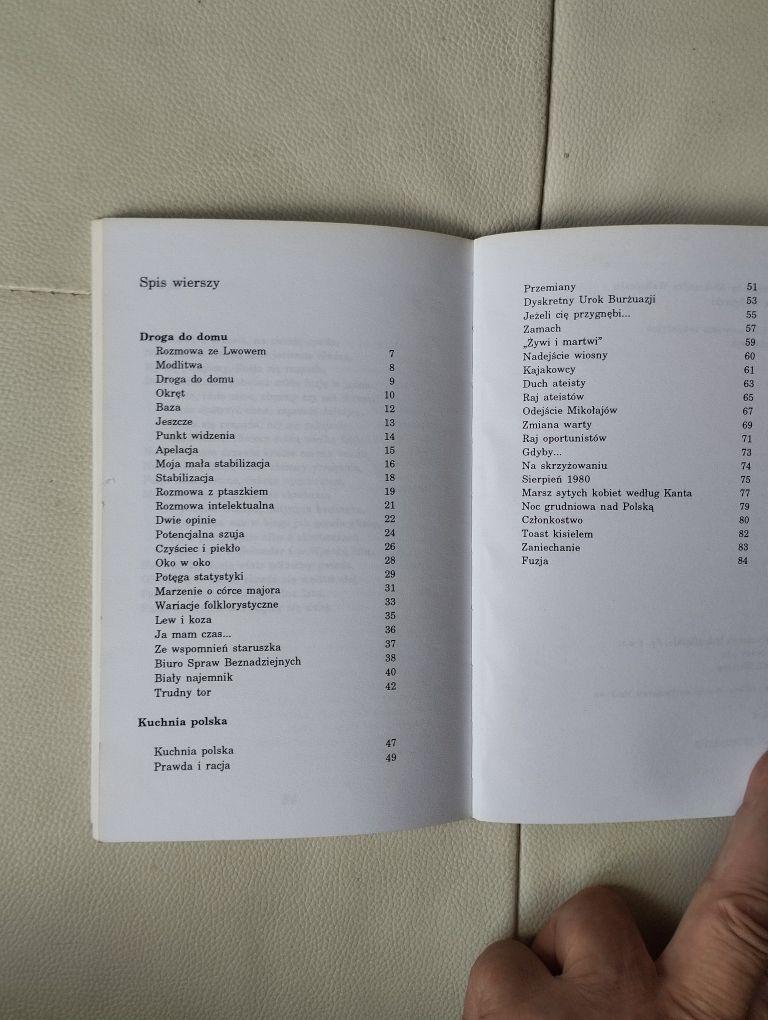 Spis wierszy
Droga do domu
Rozmowa ze Lwowem 7
Modlitwa 8
Droga do domu 9
Okręt 10
Baza 12
Jeszcze 13
Punkt widzenia 14
Apelacja 15
Moja mała stabilizacja 16
Stabilizacja 18
Rozmowa z ptaszkiem 19
Rozmowa intelektualna 21
Dwie opinie 22
Potencjalna szuja 24
Czyściec i piekło 26
Oko w oko 28
Potęga statystyki 29
Marzenie o córce majora 31
Wariacje folklorystyczne 33
Lew i koza 35
Ja mam czas... 36
Ze wspomnień staruszka 37
Biuro Spraw Beznadziejnych 38
Biały najemnik 40
Trudny tor 42
Kuchnia polska
Kuchnia polska 47
Prawda i racja 49
Przemiany 51
Dyskretny Urok Burżuazji 53
Jeżeli cię przygnębi... 55
Zamach 57
„Żywi i martwi" 59
Nadejście wiosny 60
Kajakowcy 61
Duch ateisty 63
Raj ateistów 65
Odejście Mikołajów 67
Zmiana warty 69
Raj oportunistów 71
Gdyby... 73
Na skrzyżowaniu 74
Sierpień 1980 75
Marsz sytych kobiet według Kanta 77
Noc grudniowa nad Polską 79
Członkostwo 80
Toast kisielem 82
Zaniechanie 83
Fuzja 84